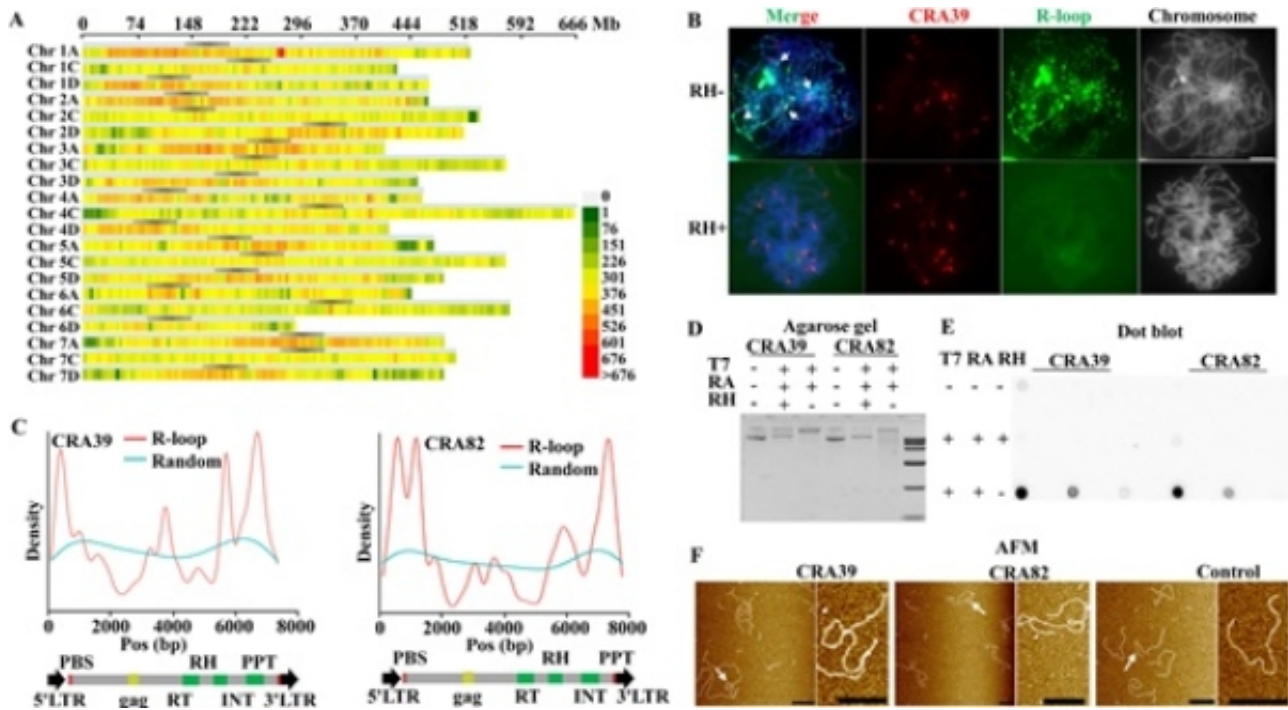 A
0 74 148 222 296 370 444 518 592 666 Mb
Chr 1A
Chr 1C
Chr 1D
Chr 2A
Chr 2C
Chr 2D
Chr 3A
Chr 3C
Chr 3D
Chr 4A
Chr 4C
Chr 4D
Chr 5A
Chr 5C
Chr 5D
Chr 6A
Chr 6C
Chr 6D
Chr 7A
Chr 7C
Chr 7D
0
1
76
151
226
301
376
451
526
601
676
>676
B
Merge CRA39 R-loop Chromosome
RH-
RH+
C
CRA39
R-loop
Random
Density
0 2000 4000 6000 8000
Pos (bp)
PBS RH PPT
5'LTR gag RT INT 3'LTR
CRA82
R-loop
Random
Density
0 2000 4000 6000 8000
Pos (bp)
PBS RH PPT
5'LTR gag RT INT 3'LTR
D
Agarose gel
CRA39 CRA82
T7 - + + - + +
RA - + + - + +
RH - + - - + -
E
Dot blot
T7 RA RH CRA39 CRA82
- - -
+ + +
+ + -
F
AFM
CRA39 CRA82 Control